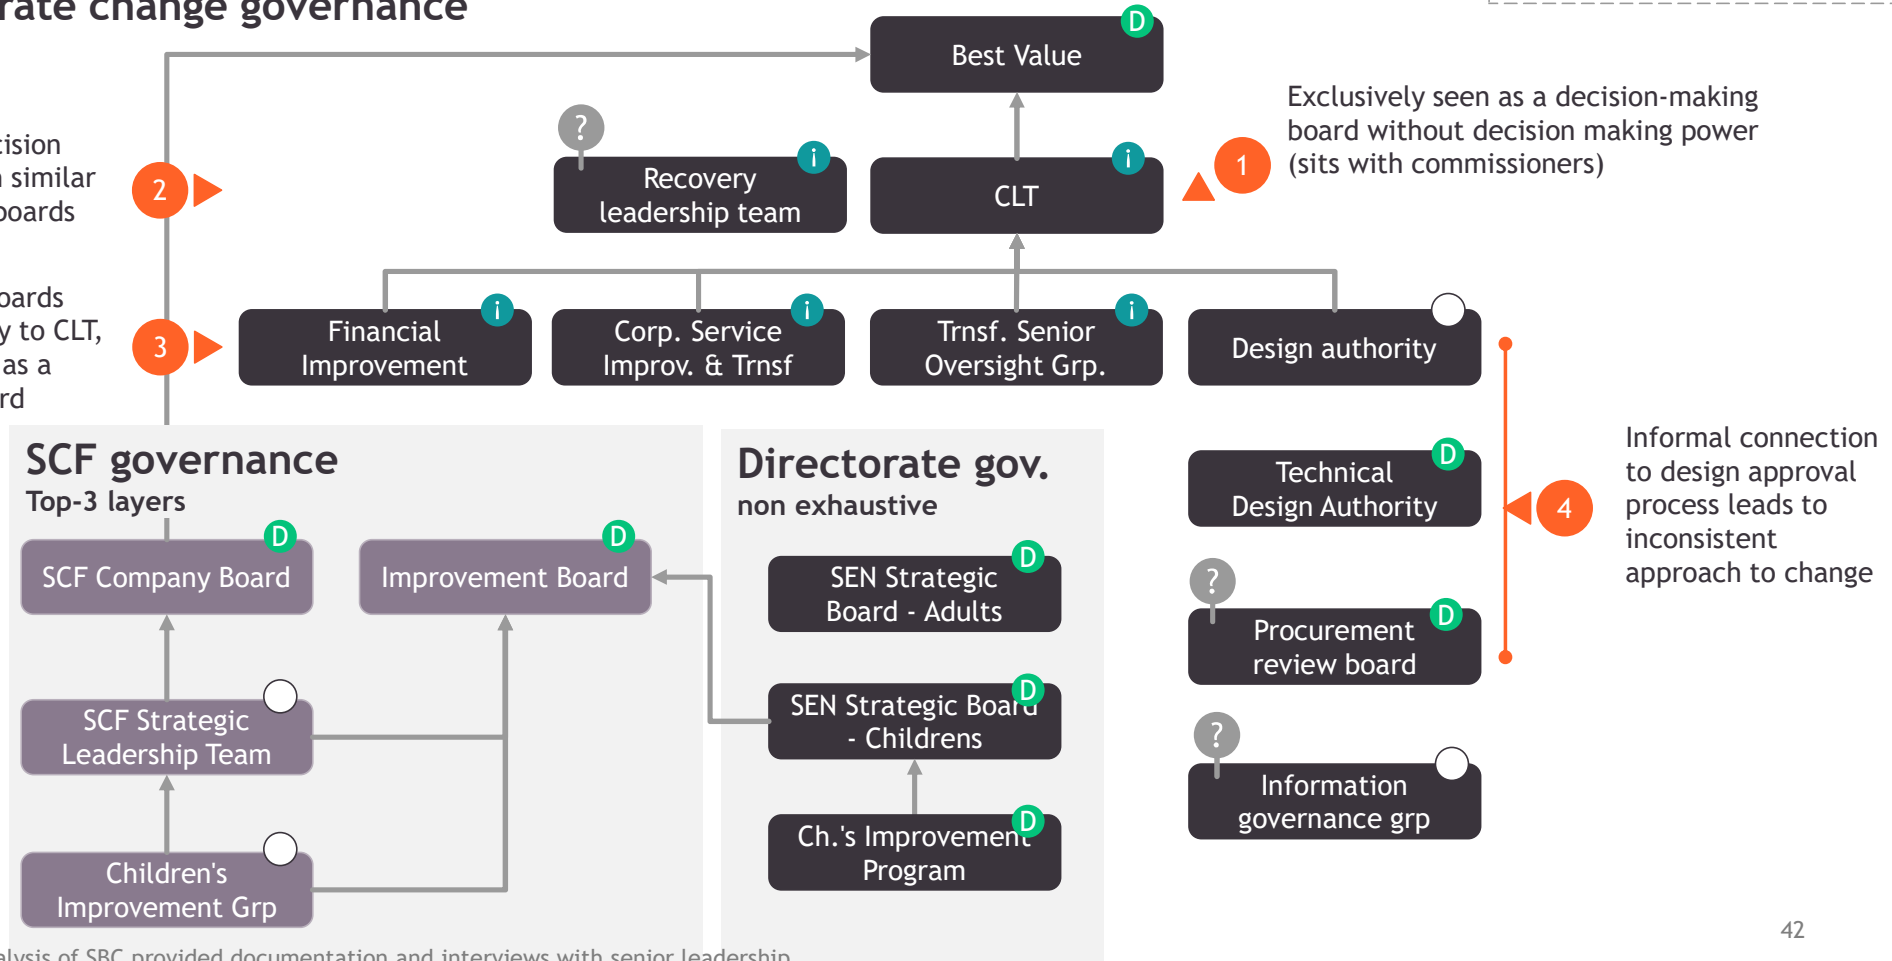 rate change governance
D
Best Value
Exclusively seen as a decision-making
board without decision making power
(sits with commissioners)
1
?
i
Recovery
leadership team
i
CLT
cision
n similar
boards
2
oards
y to CLT,
as a
rd
3
i
Financial
Improvement
i
Corp. Service
Improv. & Trnsf
i
Trnsf. Senior
Oversight Grp.
Design authority
SCF governance
Top-3 layers
D
SCF Company Board
D
Improvement Board
SCF Strategic
Leadership Team
Children's
Improvement Grp
Directorate gov.
non exhaustive
D
SEN Strategic
Board - Adults
D
SEN Strategic Board
- Childrens
D
Ch.'s Improvement
Program
D
Technical
Design Authority
?
D
Procurement
review board
?
Information
governance grp
4
Informal connection
to design approval
process leads to
inconsistent
approach to change
42
alysis of SBC provided documentation and interviews with senior leadership